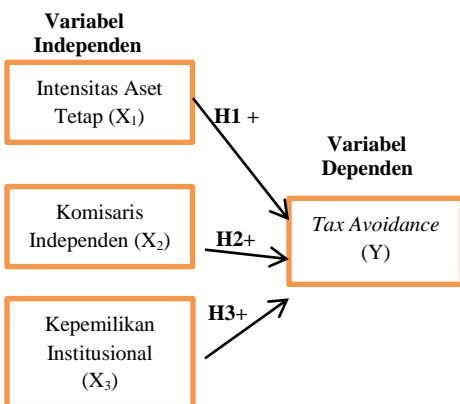 Variabel
Independen
Intensitas Aset
Tetap (X₁)
H1 +
Variabel
Dependen
Komisaris
Independen (X₂)
H2+
Tax Avoidance
(Y)
H3+
Kepemilikan
Institusional
(X₃)